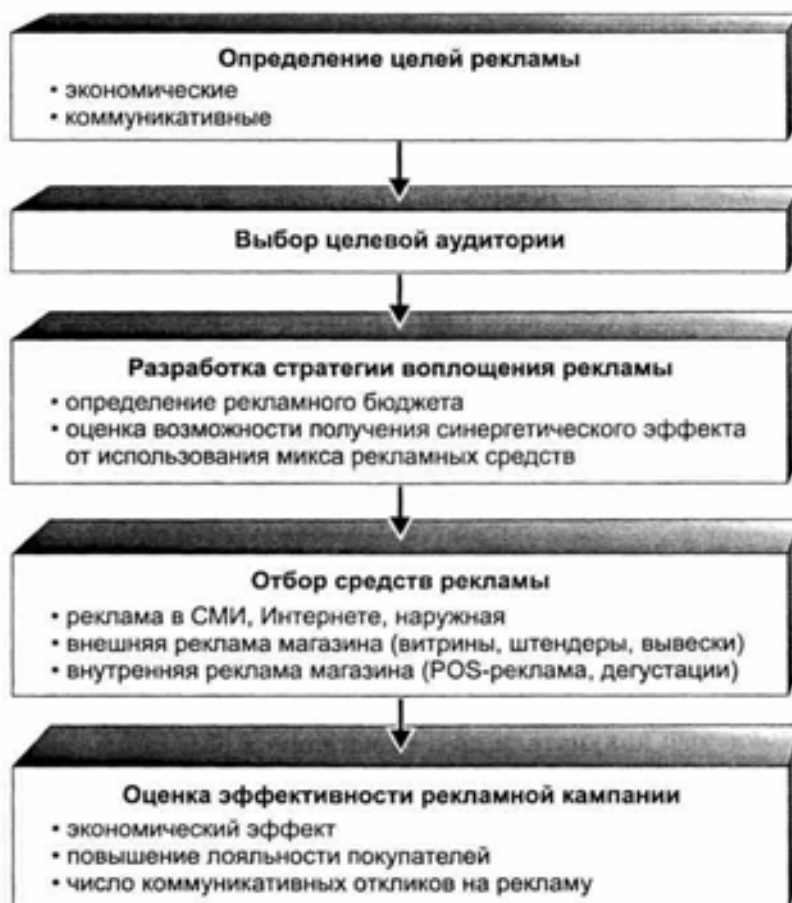 Определение целей рекламы
• экономические
• коммуникативные
Выбор целевой аудитории
Разработка стратегии воплощения рекламы
• определение рекламного бюджета
• оценка возможности получения синергетического эффекта
от использования микса рекламных средств
Отбор средств рекламы
• реклама в СМИ, Интернете, наружная
• внешняя реклама магазина (витрины, штендеры, вывески)
• внутренняя реклама магазина (POS-реклама, дегустации)
Оценка эффективности рекламной кампании
• экономический эффект
• повышение лояльности покупателей
• число коммуникативных откликов на рекламу